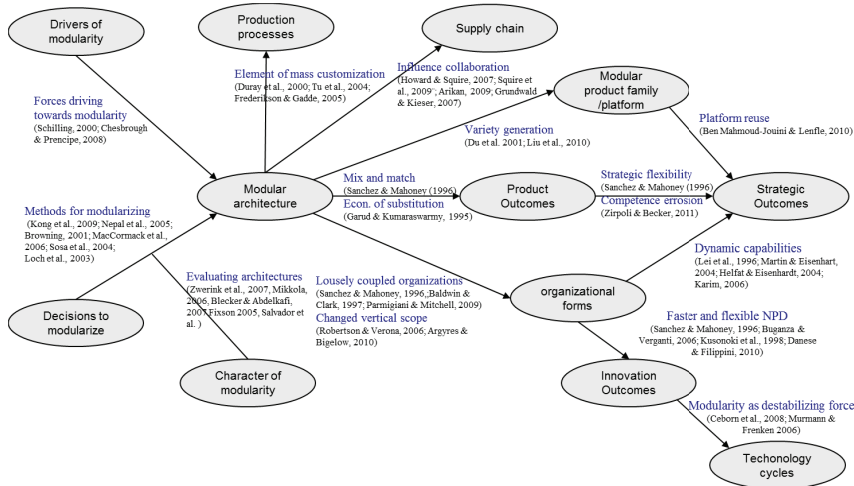 Drivers of
modularity
Production
processes
Supply chain
Element of mass customization
(Duray et al., 2000; Tu et al., 2004;
Frederikson & Gadde, 2005)
Influence collaboration
(Howard & Squire, 2007; Squire et
al., 2009; Arikan, 2009; Grundwald
& Kieser, 2007)
Modular
product family
/platform
Forces driving
towards modularity
(Schilling, 2000; Chesbrough
& Prencipe, 2008)
Variety generation
(Du et al. 2001; Liu et al., 2010)
Platform reuse
(Ben Mahmoud-Jouini & Lenfle, 2010)
Modular
architecture
Mix and match
(Sanchez & Mahoney (1996)
Econ. of substitution
(Garud & Kumaraswarmy, 1995)
Product
Outcomes
Strategic flexibility
(Sanchez & Mahoney (1996)
Competence errosion
(Zirpoli & Becker, 2011)
Strategic
Outcomes
Methods for modularizing
(Kong et al., 2009; Nepal et al., 2005;
Browning, 2001; MacCormack et al.,
2006; Sosa et al., 2004;
Loch et al., 2003)
Evaluating architectures
(Zwerink et al., 2007, Mikkola,
2006, Blecker & Abdelkafi,
2007 Fixson 2005, Salvador et
al. )
Lousely coupled organizations
(Sanchez & Mahoney, 1996,;Baldwin &
Clark, 1997; Parmigiani & Mitchell, 2009)
Changed vertical scope
(Robertson & Verona, 2006; Argyres &
Bigelow, 2010)
organizational
forms
Dynamic capabilities
(Lei et al., 1996; Martin & Eisenhart,
2004; Helfat & Eisenhardt, 2004;
Karim, 2006)
Decisions to
modularize
Character of
modularity
Faster and flexible NPD
(Sanchez & Mahoney, 1996; Buganza &
Verganti, 2006; Kusonoki et al., 1998; Danese
& Filippini, 2010)
Innovation
Outcomes
Modularity as destabilizing force
(Ceborn et al., 2008; Murmann &
Frenken 2006)
Techonology
cycles